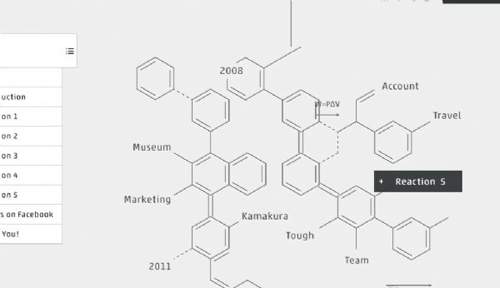 2008
W=PΔV
Account
uction
on 1
Travel
on 2
Museum
on 3
on 4
+ Reaction 5
on 5
Marketing
s on Facebook
Kamakura
You!
Tough
Team
2011